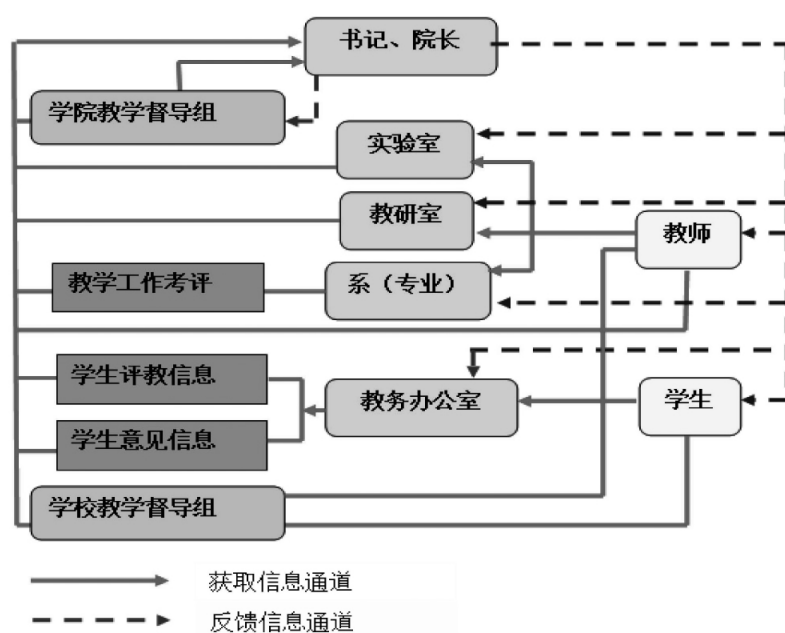 书记、院长
学院教学督导组
实验室
教研室
教师
教学工作考评
系（专业）
学生评教信息
教务办公室
学生
学生意见信息
学校教学督导组
获取信息通道
反馈信息通道